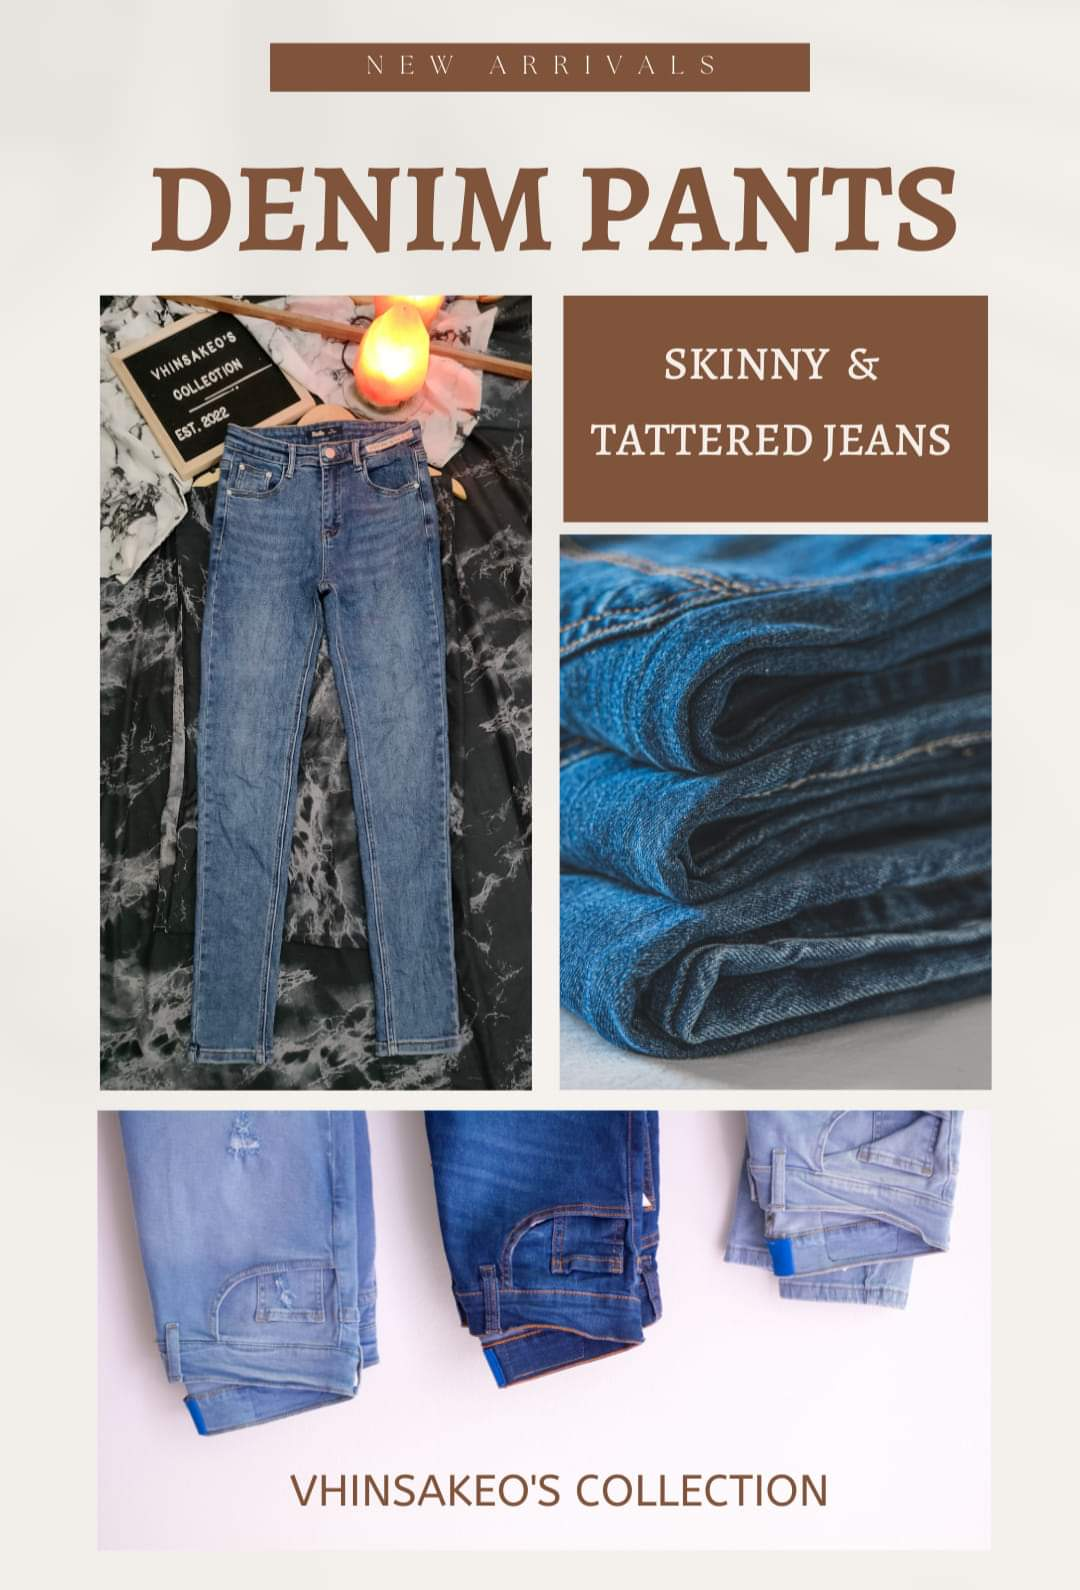 NEW ARRIVALS
DENIM PANTS
VHINSAKEO'S
COLLECTION
EST. 2022
SKINNY &
TATTERED JEANS
VHINSAKEO'S COLLECTION